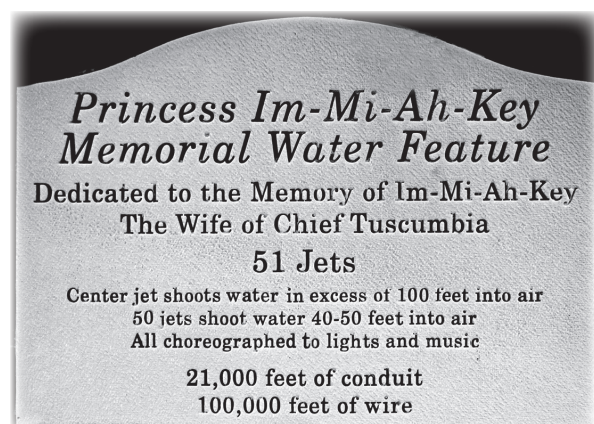 Princess Im-Mi-Ah-Key
Memorial Water Feature
Dedicated to the Memory of Im-Mi-Ah-Key
The Wife of Chief Tuscumbia
51 Jets
Center jet shoots water in excess of 100 feet into air
50 jets shoot water 40-50 feet into air
All choreographed to lights and music
21,000 feet of conduit
100,000 feet of wire